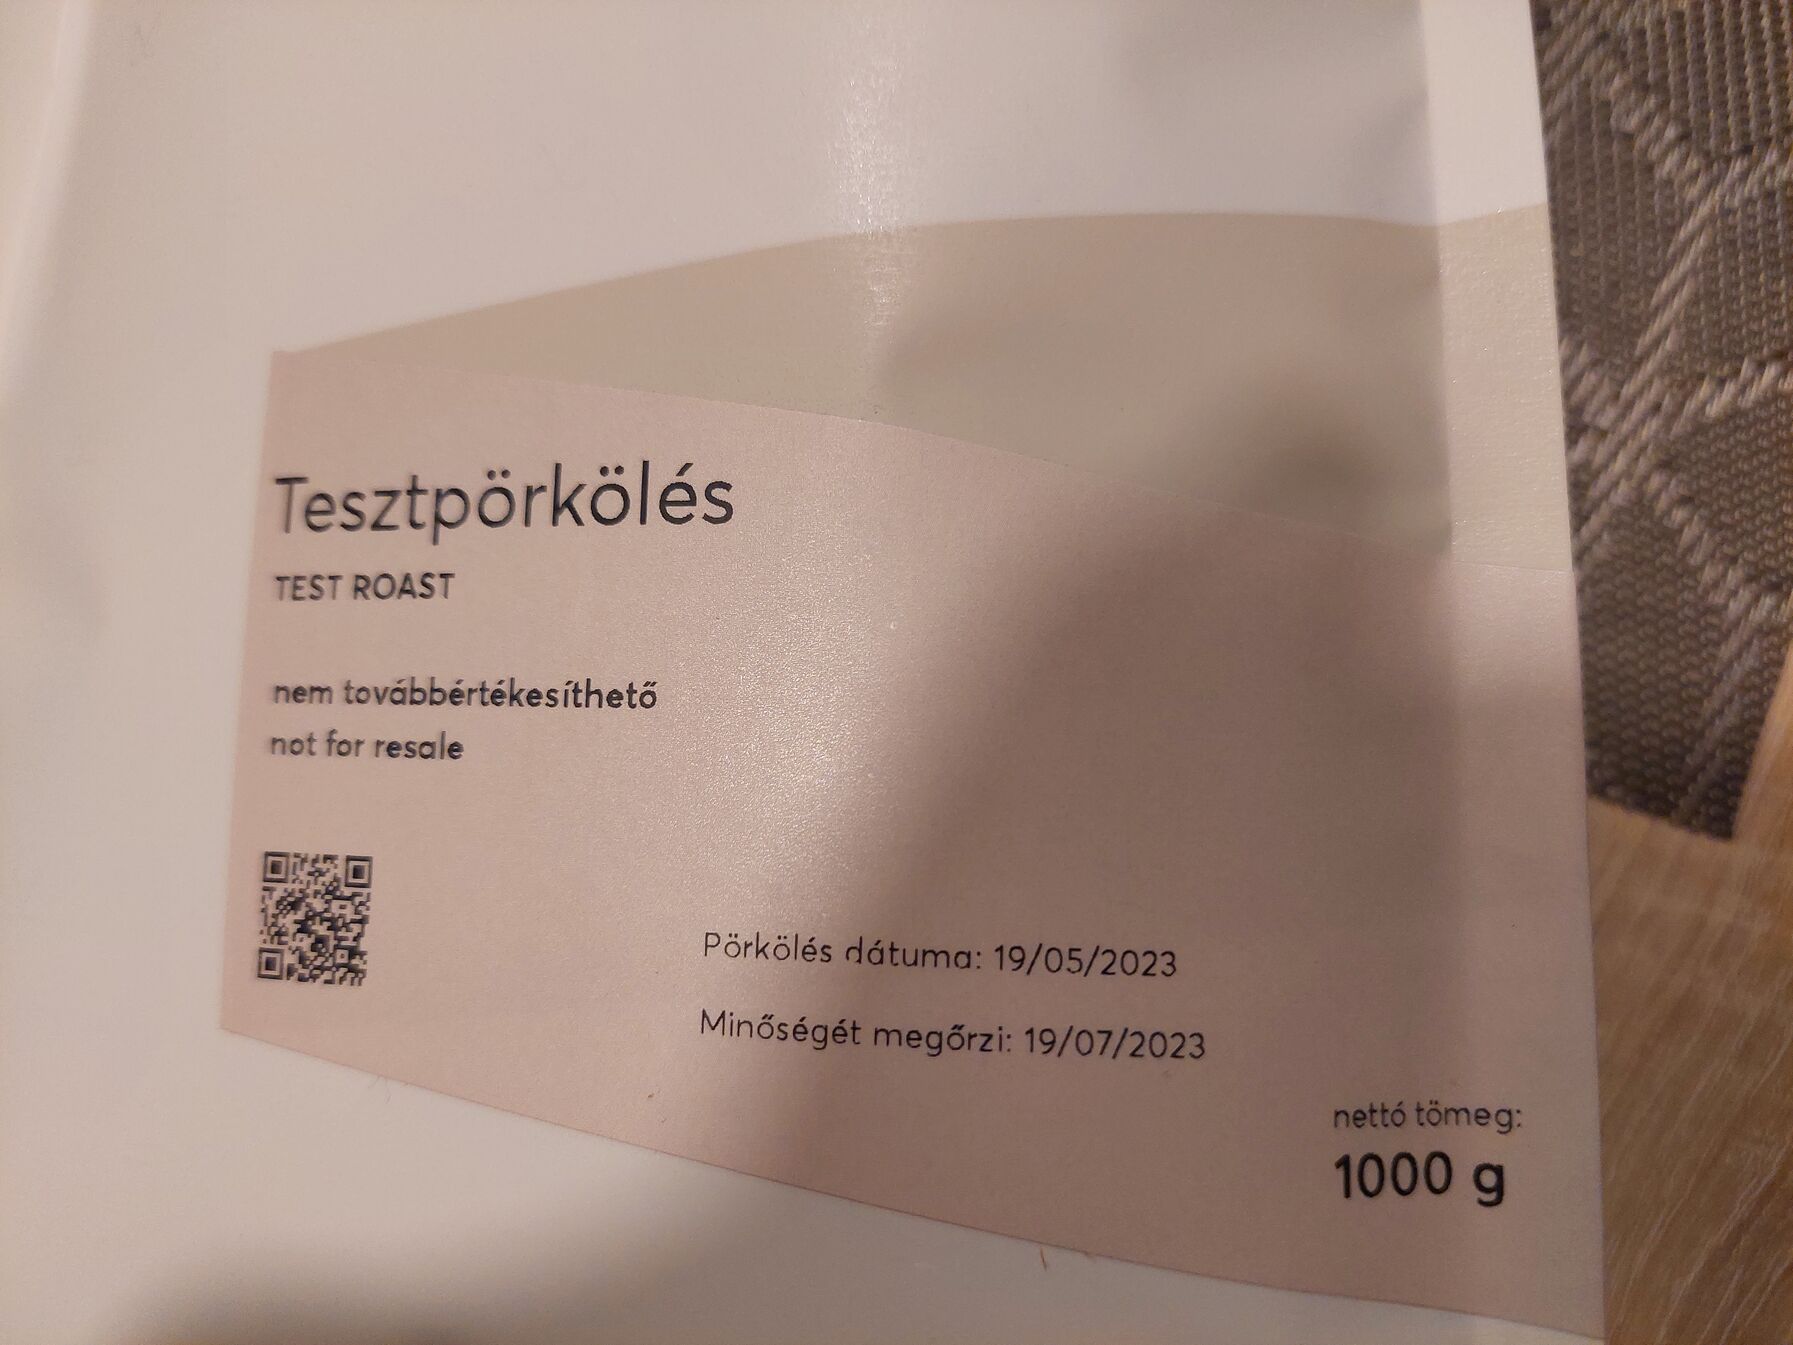 Tesztpörkölés
TEST ROAST
nem továbbértékesíthető
not for resale
Pörkölés dátuma: 19/05/2023
Minőségét megőrzi: 19/07/2023
nettó tömeg:
1000 g